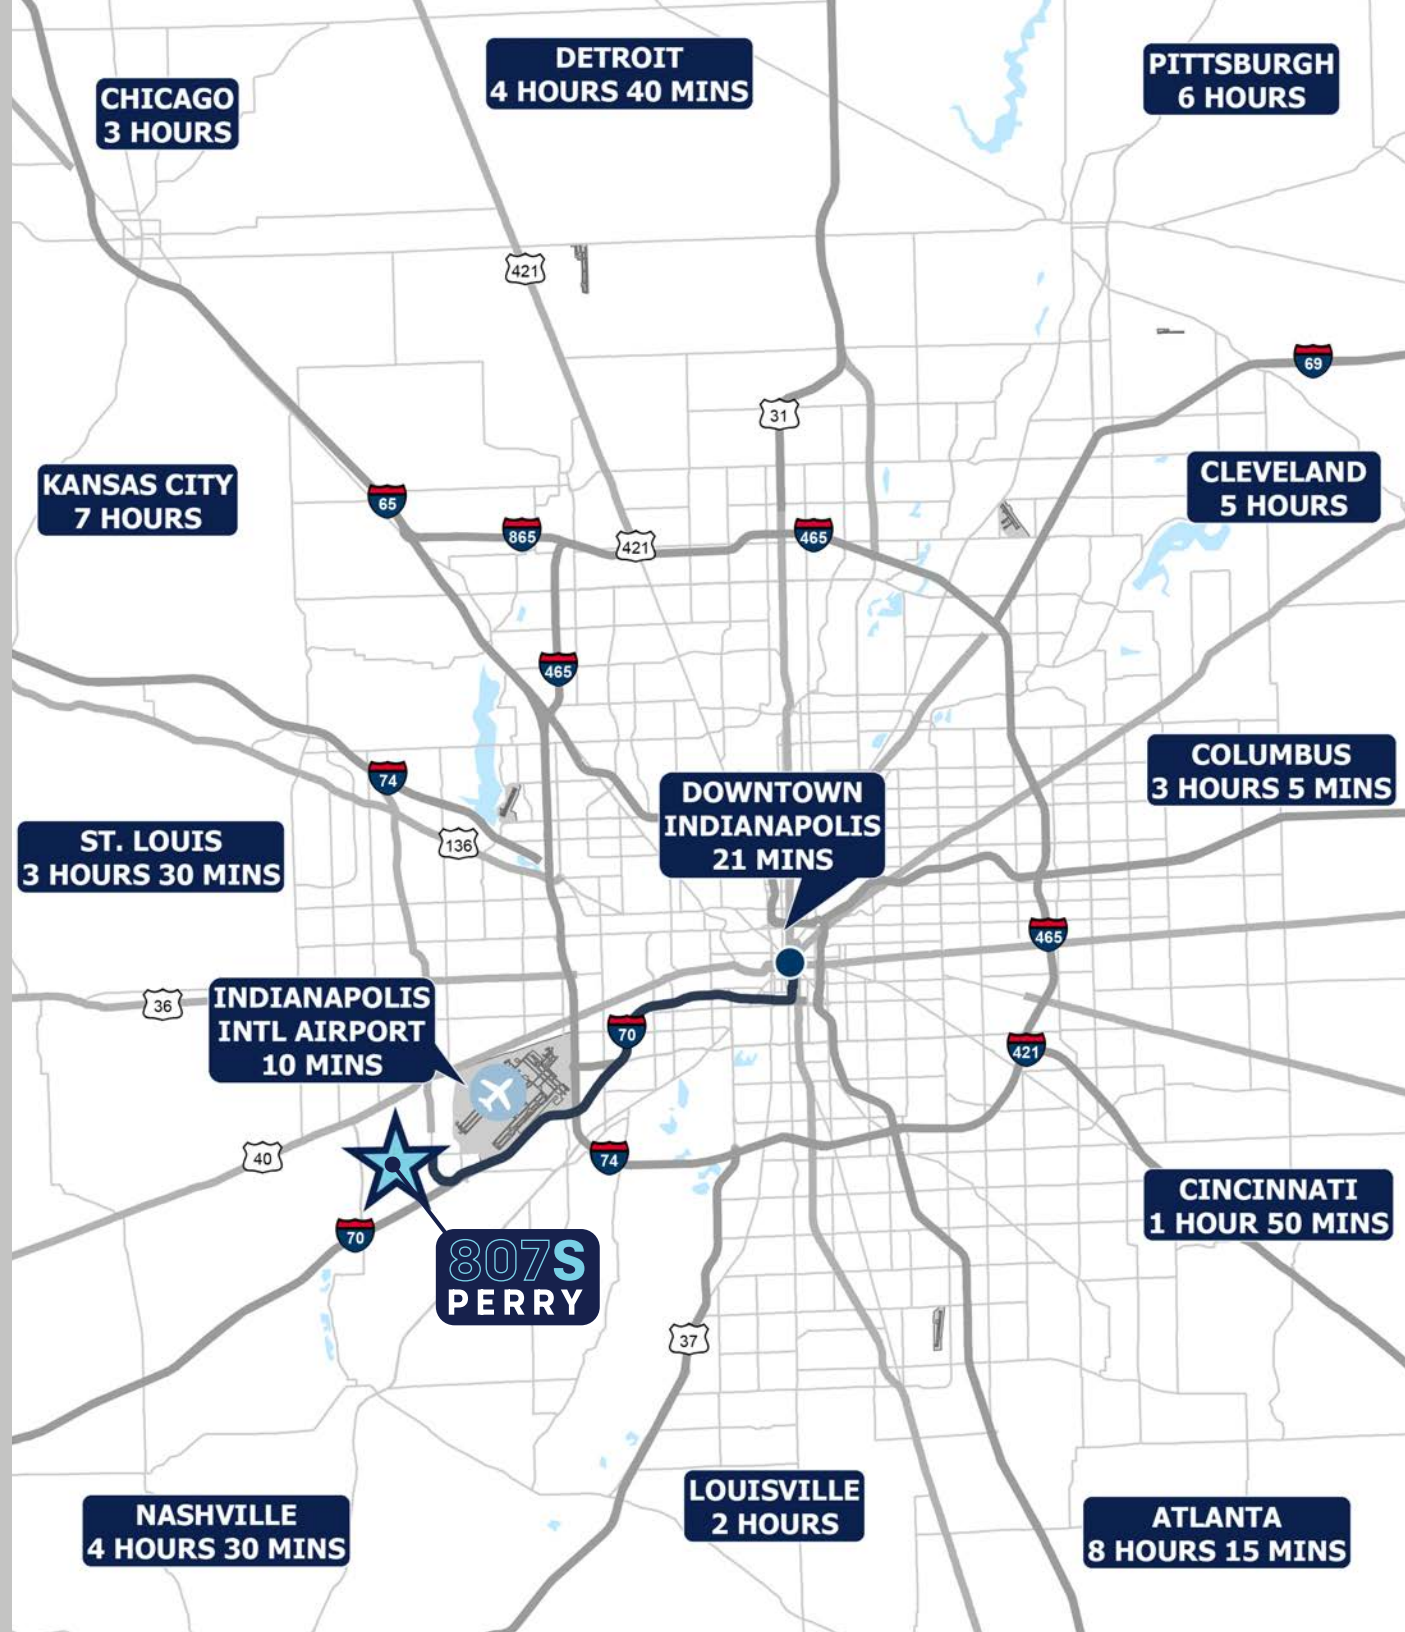 DETROIT
4 HOURS 40 MINS
PITTSBURGH
6 HOURS
CHICAGO
3 HOURS
421
69
31
KANSAS CITY
7 HOURS
CLEVELAND
5 HOURS
65
865
421
465
465
COLUMBUS
3 HOURS 5 MINS
74
DOWNTOWN
INDIANAPOLIS
21 MINS
136
ST. LOUIS
3 HOURS 30 MINS
465
36
INDIANAPOLIS
INTL AIRPORT
10 MINS
70
421
40
74
CINCINNATI
1 HOUR 50 MINS
70
807S
PERRY
37
LOUISVILLE
2 HOURS
NASHVILLE
4 HOURS 30 MINS
ATLANTA
8 HOURS 15 MINS